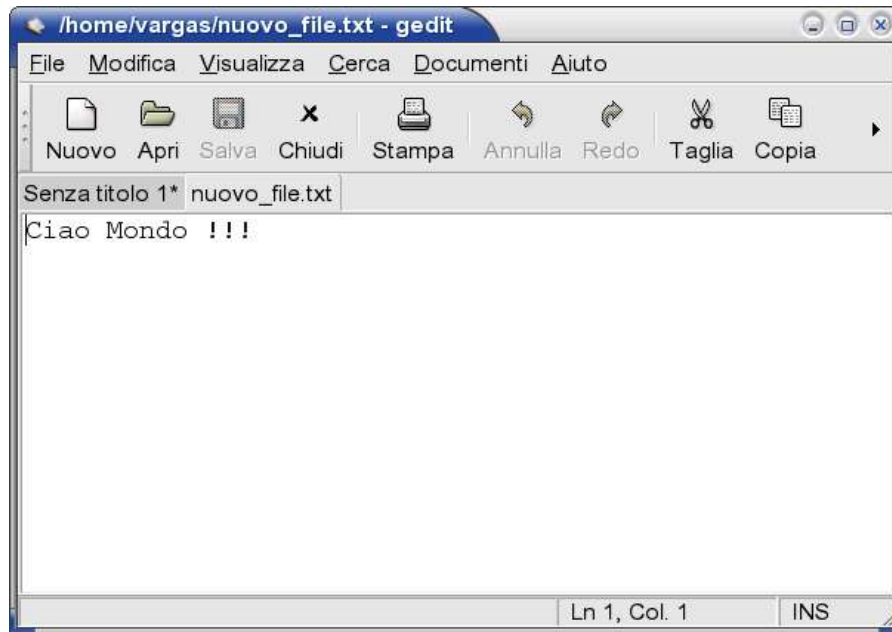 /home/vargas/nuovo_file.txt - gedit
File Modifica Visualizza Cerca Documenti Aiuto
Nuovo Apri Salva Chiudi Stampa Annulla Redo Taglia Copia
Senza titolo 1* nuovo_file.txt
Ciao Mondo !!!
Ln 1, Col. 1 INS